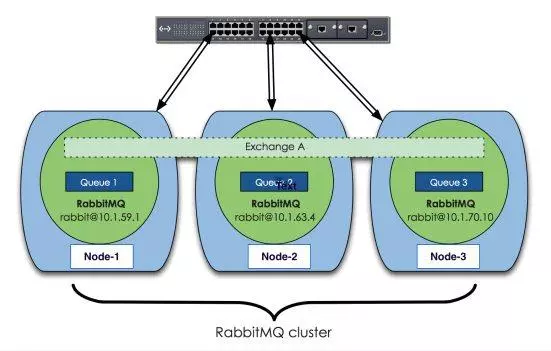 Exchange A
Queue 1
Queue 2
Text
Queue 3
RabbitMQ
rabbit@10.1.59.1
RabbitMQ
rabbit@10.1.63.4
RabbitMQ
rabbit@10.1.70.10
Node-1
Node-2
Node-3
RabbitMQ cluster